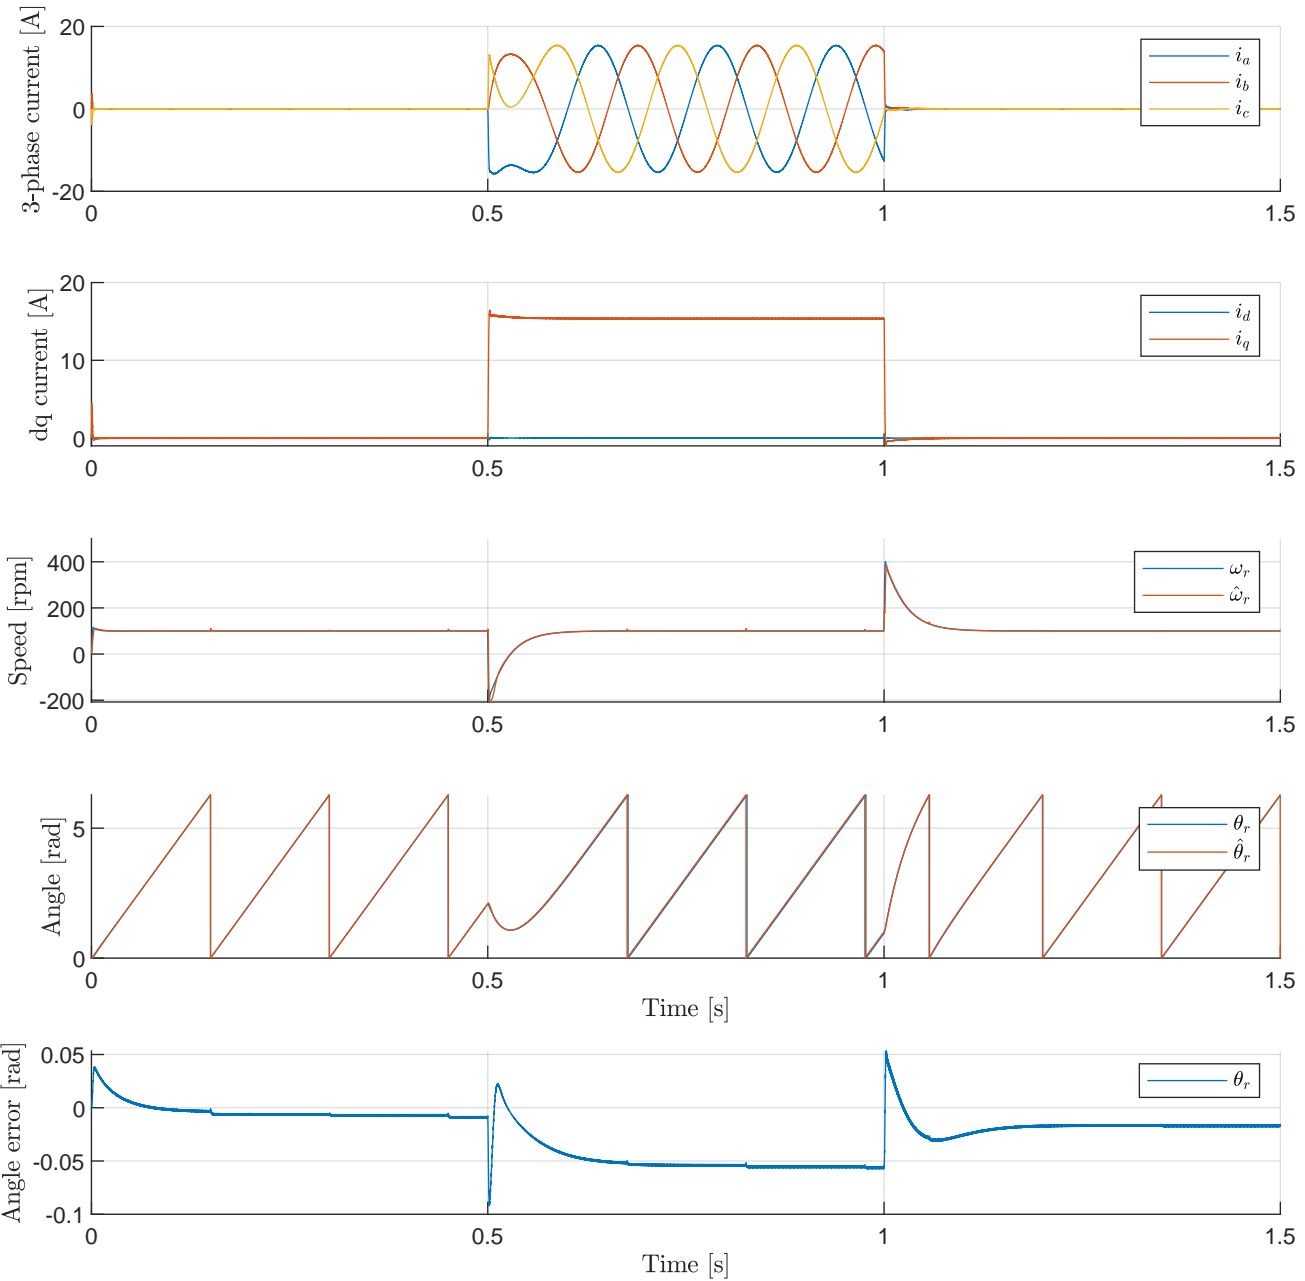 3-phase current [A]
20
0
-20
0
0.5
1
1.5
i_a
i_b
i_c
dq current [A]
20
10
0
0
0.5
1
1.5
i_d
i_q
Speed [rpm]
400
200
0
-200
0
0.5
1
1.5
ω_r
ω̂_r
Angle [rad]
5
0
0
0.5
1
1.5
θ_r
θ̂_r
Time [s]
Angle error [rad]
0.05
0
-0.05
-0.1
0
0.5
1
1.5
θ_r
Time [s]